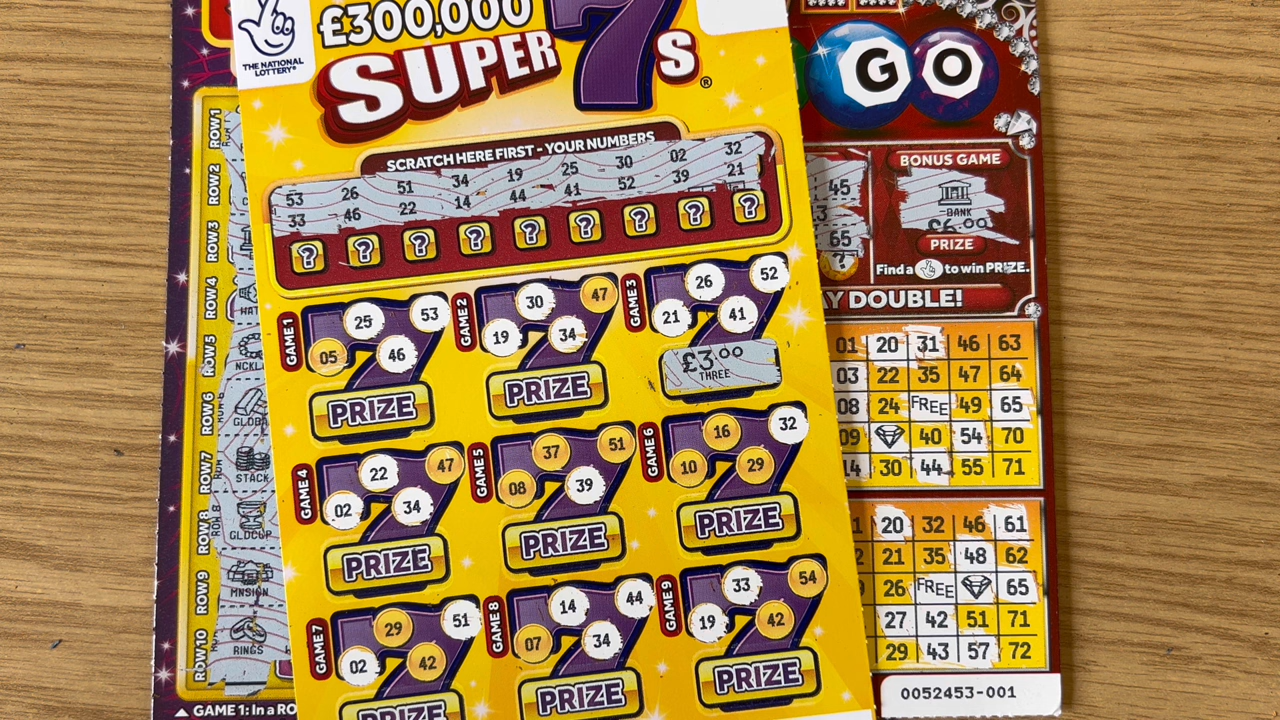 £300,000
SUPER 7s®
THE NATIONAL
LOTTERY®
SCRATCH HERE FIRST - YOUR NUMBERS
53 26 51 34 19 25 30 02 32
33 46 22 14 44 41 52 39 21
? ? ? ? ? ? ? ? ?
GAME 1
25 53
05 46
PRIZE
GAME 2
30 47
19 34
PRIZE
GAME 3
26 52
21 41
£3.00
THREE
GAME 4
22 47
02 34
PRIZE
GAME 5
37 51
08 39
PRIZE
GAME 6
16 32
10 29
PRIZE
GAME 7
29 51
02 42
PRIZE
GAME 8
14 44
07 34
PRIZE
GAME 9
33 54
19 42
PRIZE
ROW 1
ROW 2
ROW 3
ROW 4
ROW 5
ROW 6
ROW 7
STACK
ROW 8
GLDCUP
ROW 9
MNSION
ROW 10
RINGS
GAME 1: In a RO
GO
45
65
?
BONUS GAME
BANK
£6.00
PRIZE
Find a to win PRIZE.
AY DOUBLE!
01 20 31 46 63
03 22 35 47 64
08 24 FREE 49 65
09 40 54 70
14 30 44 55 71
20 32 46 61
21 35 48 62
26 FREE 65
27 42 51 71
29 43 57 72
0052453-001